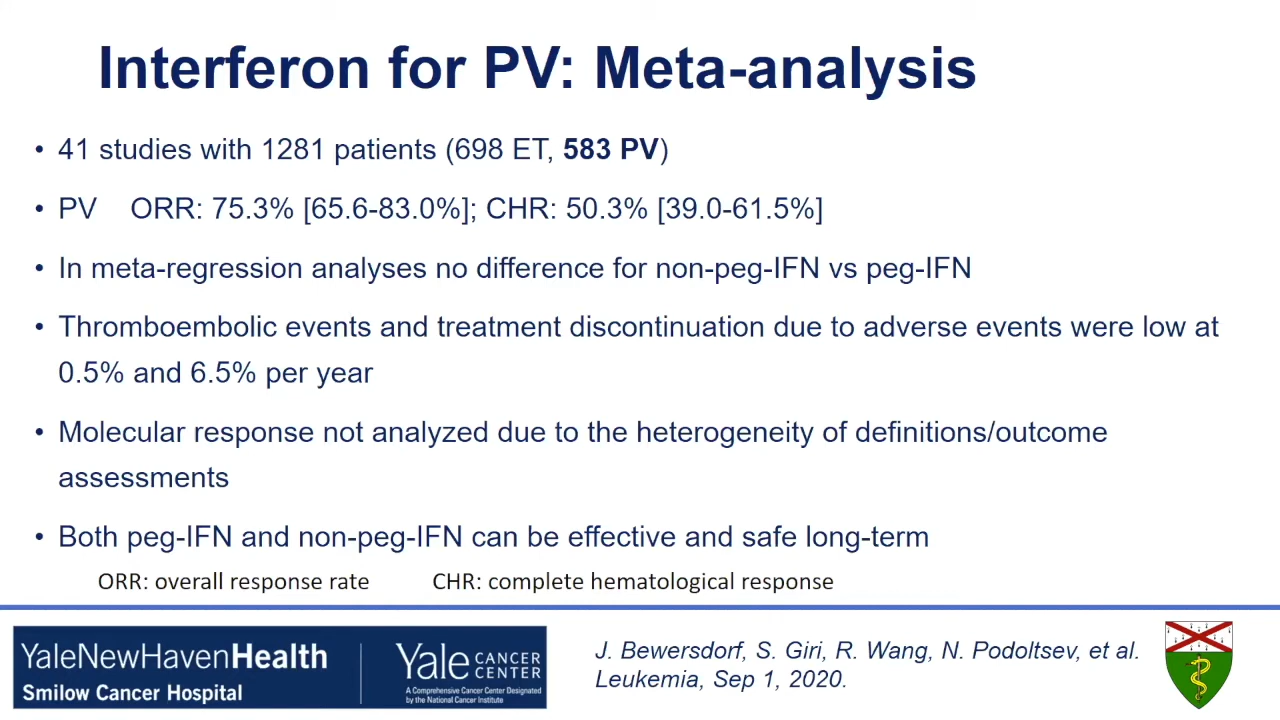 Interferon for PV: Meta-analysis
• 41 studies with 1281 patients (698 ET, 583 PV)
• PV ORR: 75.3% [65.6-83.0%]; CHR: 50.3% [39.0-61.5%]
• In meta-regression analyses no difference for non-peg-IFN vs peg-IFN
• Thromboembolic events and treatment discontinuation due to adverse events were low at
0.5% and 6.5% per year
• Molecular response not analyzed due to the heterogeneity of definitions/outcome
assessments
• Both peg-IFN and non-peg-IFN can be effective and safe long-term
ORR: overall response rate CHR: complete hematological response
YaleNewHavenHealth
Smilow Cancer Hospital
Yale CANCER
CENTER
A Comprehensive Cancer Center Designated
by the National Cancer Institute
J. Bewersdorf, S. Giri, R. Wang, N. Podoltsev, et al.
Leukemia, Sep 1, 2020.